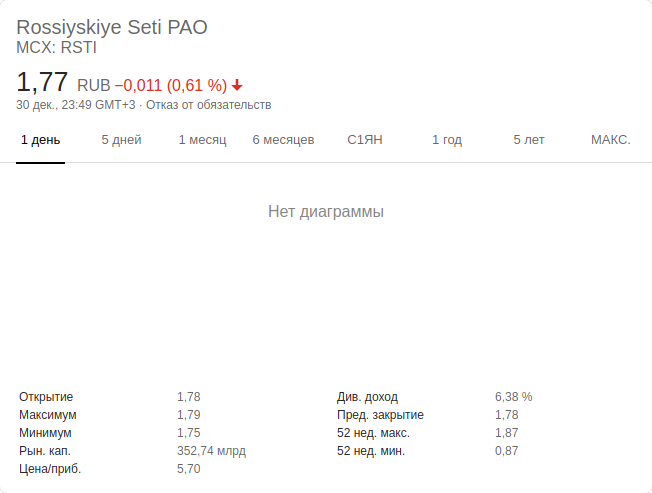 Rossiyskiye Seti PAO
MCX: RSTI
1,77 RUB −0,011 (0,61 %)
30 дек., 23:49 GMT+3 · Отказ от обязательств
1 день 5 дней 1 месяц 6 месяцев С1ЯН 1 год 5 лет МАКС.
Нет диаграммы
Открытие 1,78 Див. доход 6,38 %
Максимум 1,79 Пред. закрытие 1,78
Минимум 1,75 52 нед. макс. 1,87
Рын. кап. 352,74 млрд 52 нед. мин. 0,87
Цена/приб. 5,70